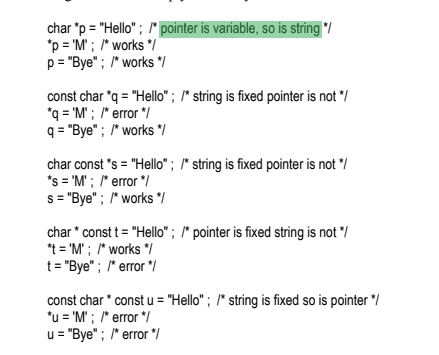 char *p = "Hello" ; /* pointer is variable, so is string */
*p = 'M' ; /* works */
p = "Bye" ; /* works */
const char *q = "Hello" ; /* string is fixed pointer is not */
*q = 'M' ; /* error */
q = "Bye" ; /* works */
char const *s = "Hello" ; /* string is fixed pointer is not */
*s = 'M' ; /* error */
s = "Bye" ; /* works */
char * const t = "Hello" ; /* pointer is fixed string is not */
*t = 'M' ; /* works */
t = "Bye" ; /* error */
const char * const u = "Hello" ; /* string is fixed so is pointer */
*u = 'M' ; /* error */
u = "Bye" ; /* error */